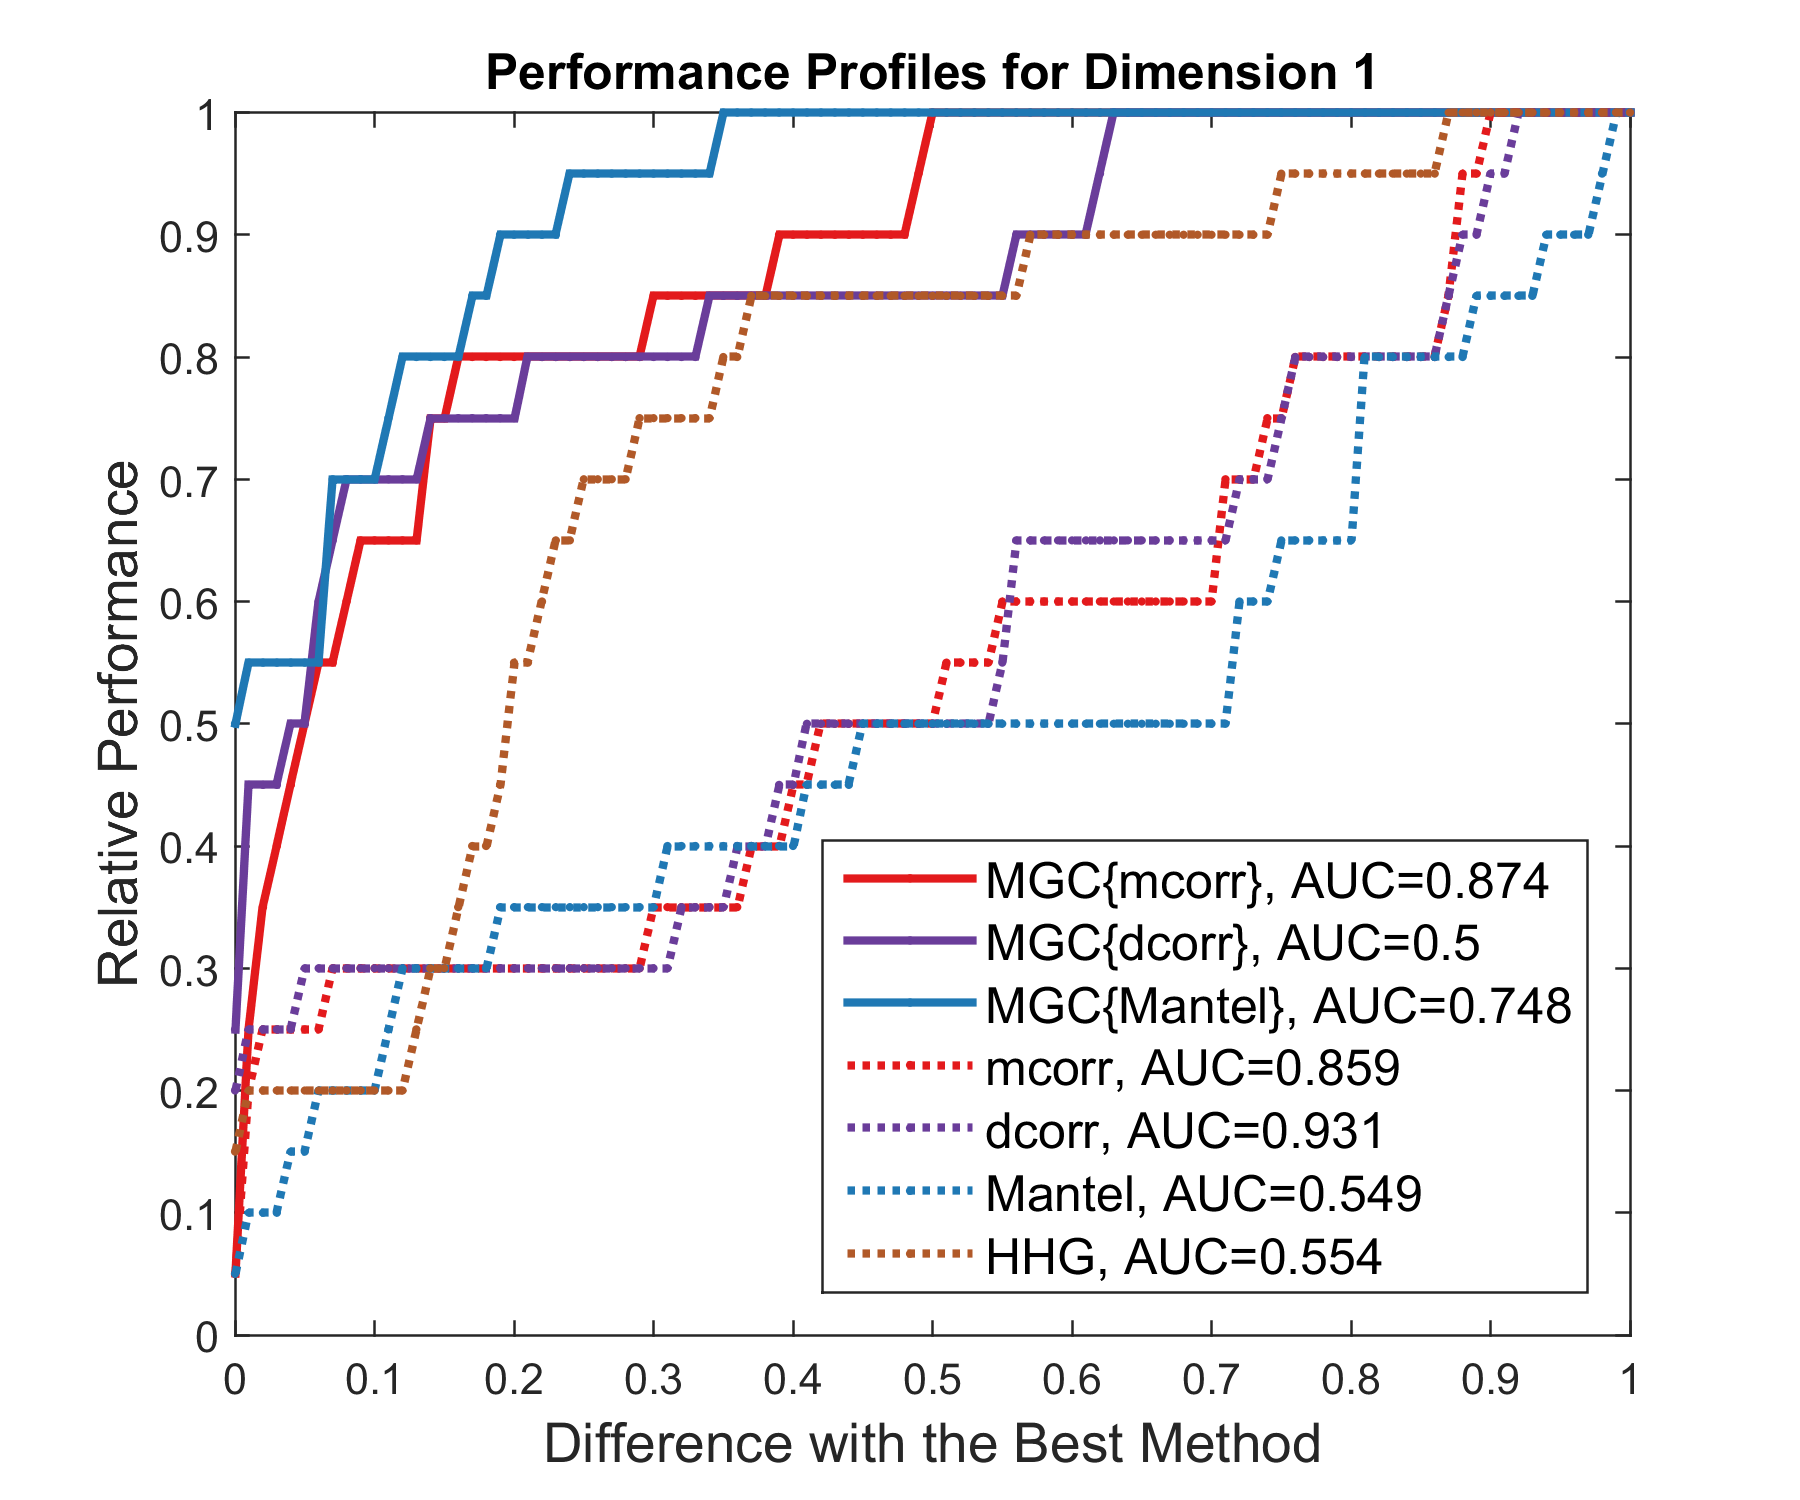 Performance Profiles for Dimension 1
Relative Performance
1
0.9
0.8
0.7
0.6
0.5
0.4
0.3
0.2
0.1
0
MGC{mcorr}, AUC=0.874
MGC{dcorr}, AUC=0.5
MGC{Mantel}, AUC=0.748
mcorr, AUC=0.859
dcorr, AUC=0.931
Mantel, AUC=0.549
HHG, AUC=0.554
0 0.1 0.2 0.3 0.4 0.5 0.6 0.7 0.8 0.9 1
Difference with the Best Method